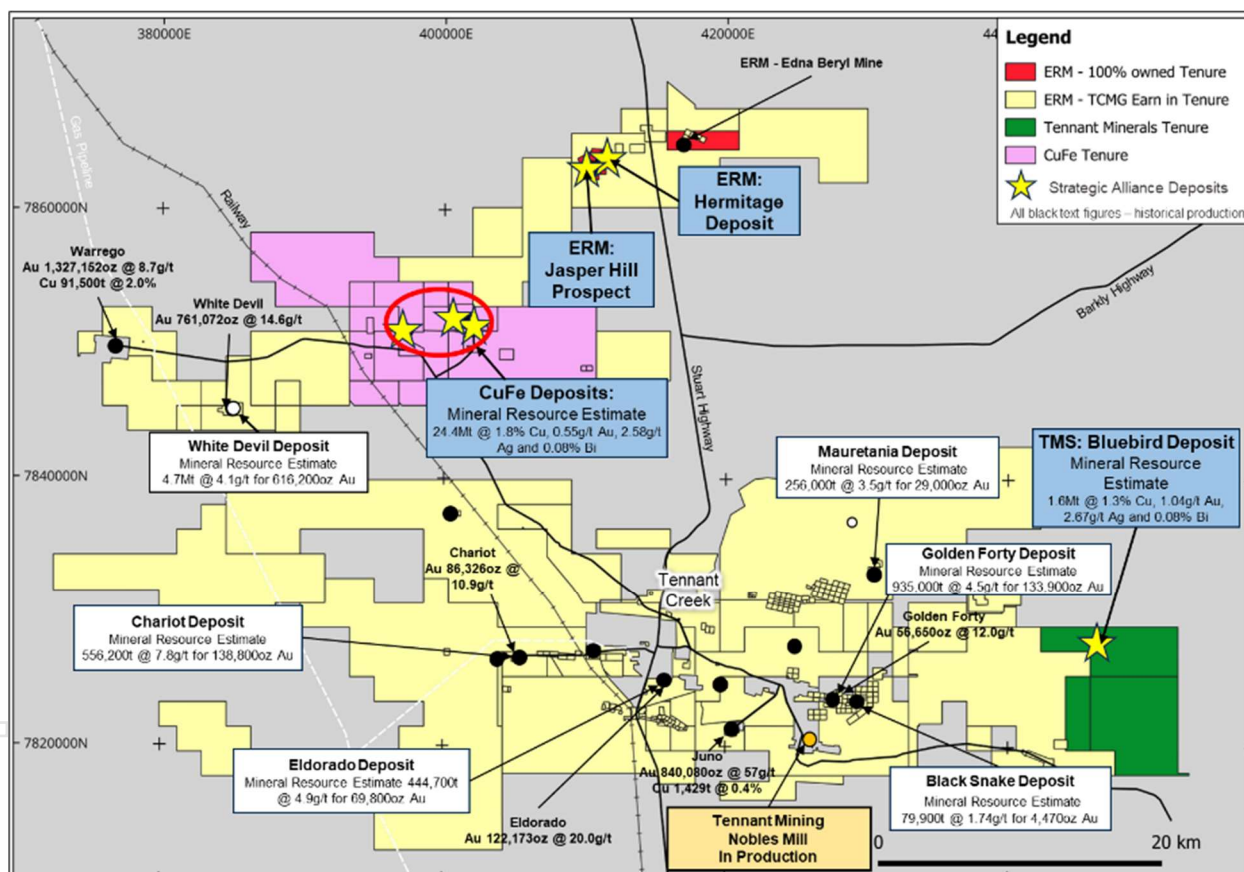 380000E
400000E
420000E
Legend
ERM - 100% owned Tenure
ERM - TCMG Earn in Tenure
Tennant Minerals Tenure
CuFe Tenure
Strategic Alliance Deposits
All black text figures – historical production
ERM - Edna Beryl Mine
Gas Pipeline
Railway
7860000N
ERM:
Hermitage
Deposit
ERM:
Jasper Hill
Prospect
Barkly Highway
Stuart Highway
Warrego
Au 1,327,152oz @ 8.7g/t
Cu 91,500t @ 2.0%
White Devil
Au 761,072oz @ 14.6g/t
CuFe Deposits:
Mineral Resource Estimate
24.4Mt @ 1.8% Cu, 0.55g/t Au, 2.58g/t
Ag and 0.08% Bi
White Devil Deposit
Mineral Resource Estimate
4.7Mt @ 4.1g/t for 616,200oz Au
Mauretania Deposit
Mineral Resource Estimate
256,000t @ 3.5g/t for 29,000oz Au
TMS: Bluebird Deposit
Mineral Resource
Estimate
1.6Mt @ 1.3% Cu, 1.04g/t Au,
2.67g/t Ag and 0.08% Bi
7840000N
Chariot
Au 86,326oz @
10.9g/t
Tennant
Creek
Golden Forty Deposit
Mineral Resource Estimate
935,000t @ 4.5g/t for 133.900oz Au
Golden Forty
Au 56,650oz @ 12.0g/t
Chariot Deposit
Mineral Resource Estimate
556,200t @ 7.8g/t for 138,800oz Au
7820000N
Eldorado Deposit
Mineral Resource Estimate 444,700t
@ 4.9g/t for 69,800oz Au
Juno
Au 840,080oz @ 57g/t
Cu 1,429t @ 0.4%
Black Snake Deposit
Mineral Resource Estimate
79,900t @ 1.74g/t for 4,470oz Au
Eldorado
Au 122,173oz @ 20.0g/t
Tennant Mining
Nobles Mill
In Production
0
20 km